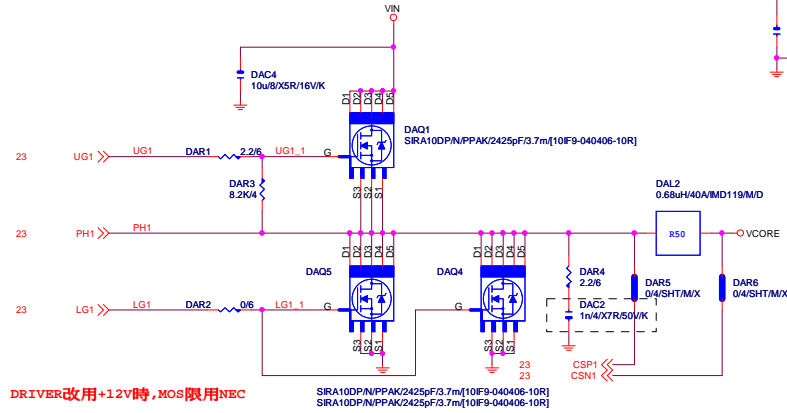 VIN
DAC4
10u/8/X5R/16V/K
D1 D2 D3 D4 D5
DAQ1
SIRA10DP/N/PPAK/2425pF/3.7m/[10IF9-040406-10R]
23 UG1 UG1 DAR1 2.2/6 UG1_1 G
DAR3
8.2K/4
S3 S2 S1
DAL2
0.68uH/40A/IMD119/M/D
R50
VCORE
23 PH1 PH1
D1 D2 D3 D4 D5
D1 D2 D3 D4 D5
DAQ5
DAQ4
DAR4
2.2/6
DAR5
0/4/SHT/M/X
DAR6
0/4/SHT/M/X
DAC2
1n/4/X7R/50V/K
23 LG1 LG1 DAR2 0/6 LG1_1 G
G
S3 S2 S1
S3 S2 S1
23 CSP1
23 CSN1
DRIVER改用+12V時,MOS限用NEC
SIRA10DP/N/PPAK/2425pF/3.7m/[10IF9-040406-10R]
SIRA10DP/N/PPAK/2425pF/3.7m/[10IF9-040406-10R]